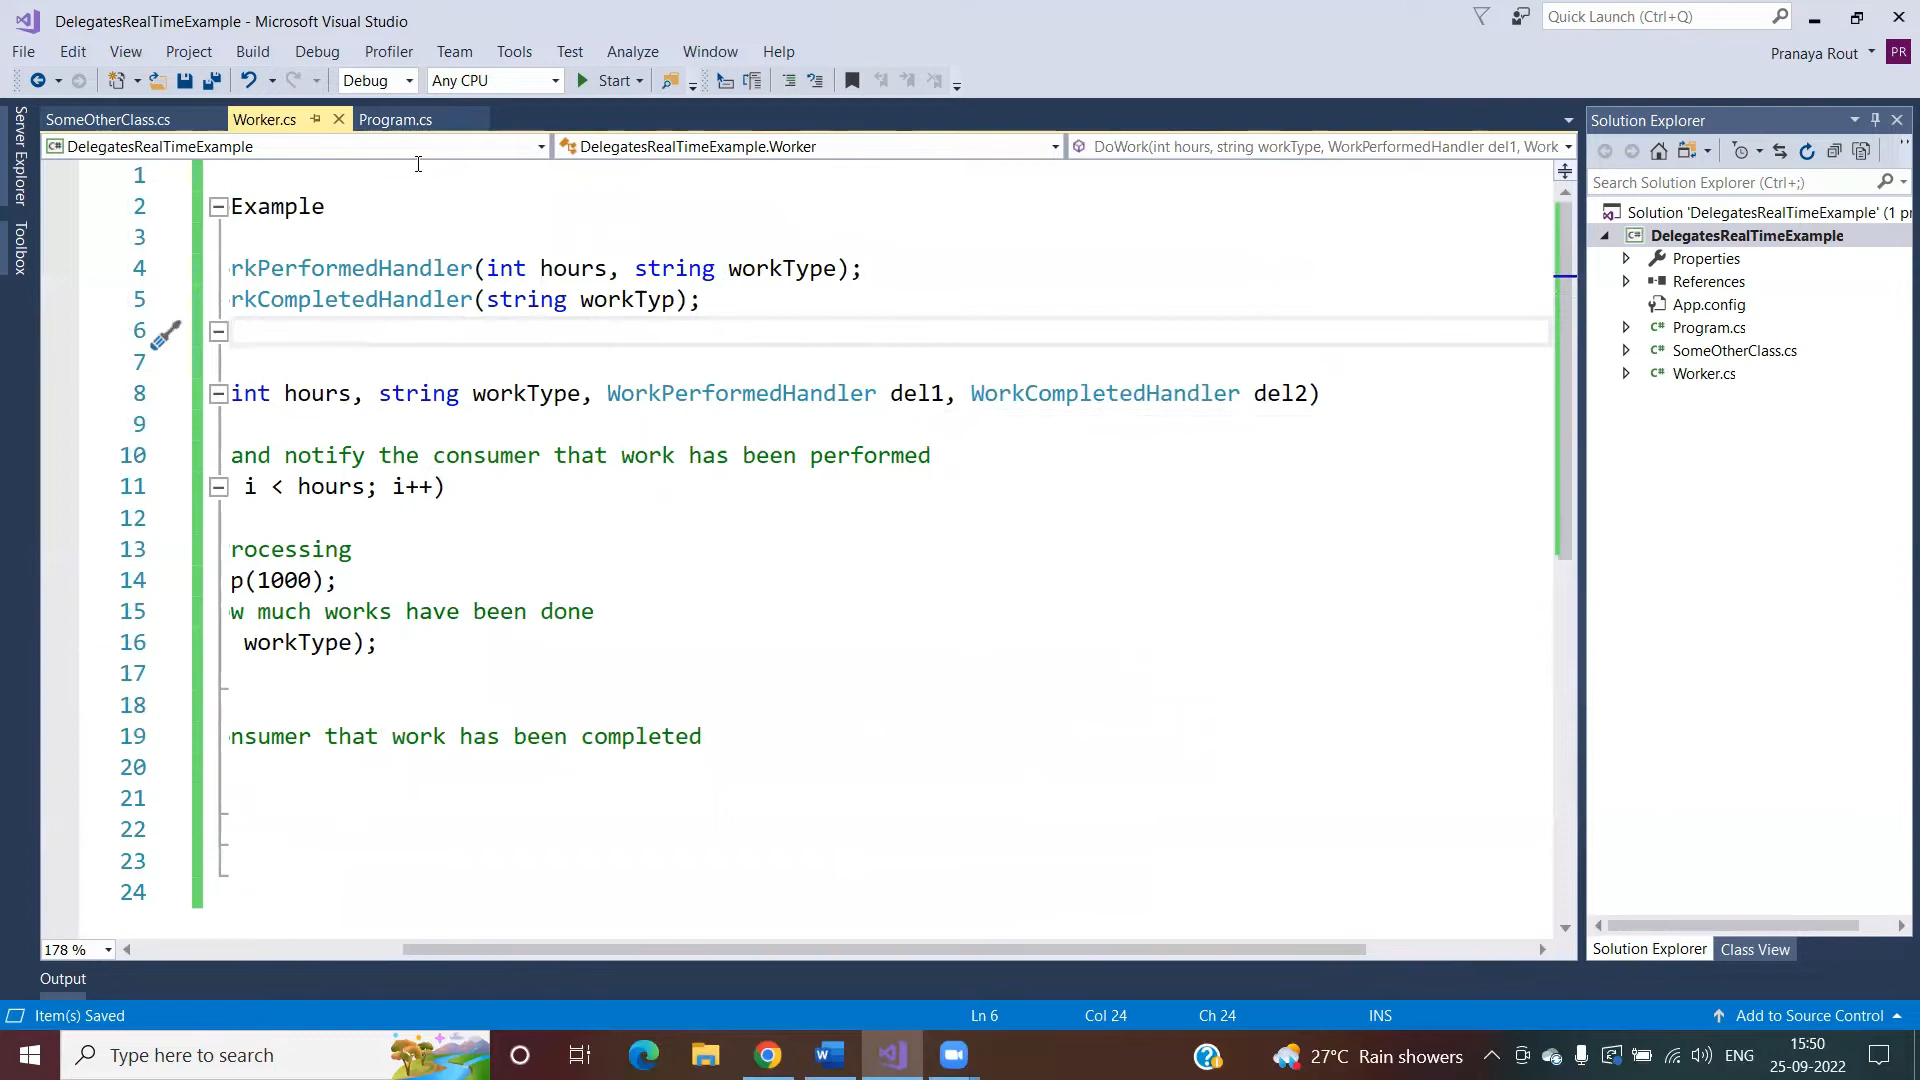 DelegatesRealTimeExample - Microsoft Visual Studio
Quick Launch (Ctrl+Q)
File Edit View Project Build Debug Profiler Team Tools Test Analyze Window Help
Pranaya Rout
PR
Debug
Any CPU
Start
Server Explorer
Toolbox
SomeOtherClass.cs
Worker.cs
Program.cs
DelegatesRealTimeExample
DelegatesRealTimeExample.Worker
DoWork(int hours, string workType, WorkPerformedHandler del1, Work
1
2 Example
3
4 rkPerformedHandler(int hours, string workType);
5 rkCompletedHandler(string workTyp);
6
7
8 int hours, string workType, WorkPerformedHandler del1, WorkCompletedHandler del2)
9
10 and notify the consumer that work has been performed
11 i < hours; i++)
12
13 rocessing
14 p(1000);
15 ow much works have been done
16 workType);
17
18
19 nsumer that work has been completed
20
21
22
23
24
178 %
Solution Explorer
Search Solution Explorer (Ctrl+;)
Solution 'DelegatesRealTimeExample' (1 pr
DelegatesRealTimeExample
Properties
References
App.config
C# Program.cs
C# SomeOtherClass.cs
C# Worker.cs
Solution Explorer
Class View
Output
Item(s) Saved
Ln 6
Col 24
Ch 24
INS
Add to Source Control
Type here to search
27°C Rain showers
ENG
15:50
25-09-2022